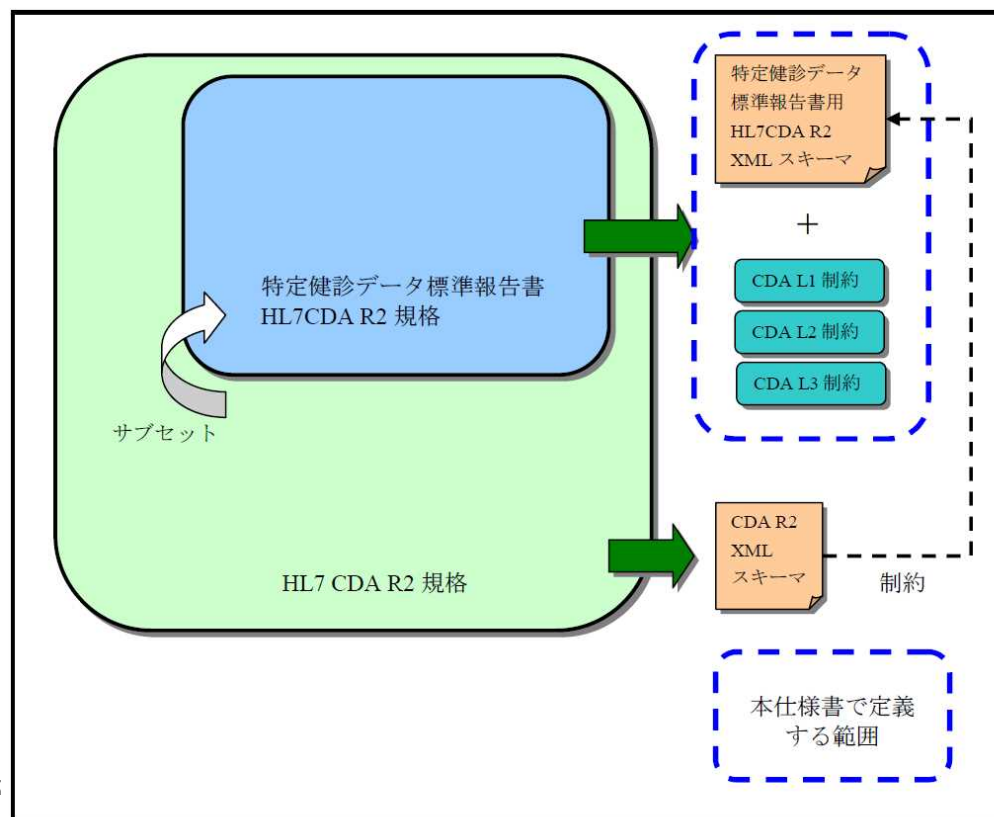 特定健診データ標準報告書
HL7CDA R2 規格
サブセット
HL7 CDA R2 規格
特定健診データ
標準報告書用
HL7CDA R2
XML スキーマ
+
CDA L1 制約
CDA L2 制約
CDA L3 制約
CDA R2
XML
スキーマ
制約
本仕様書で定義
する範囲